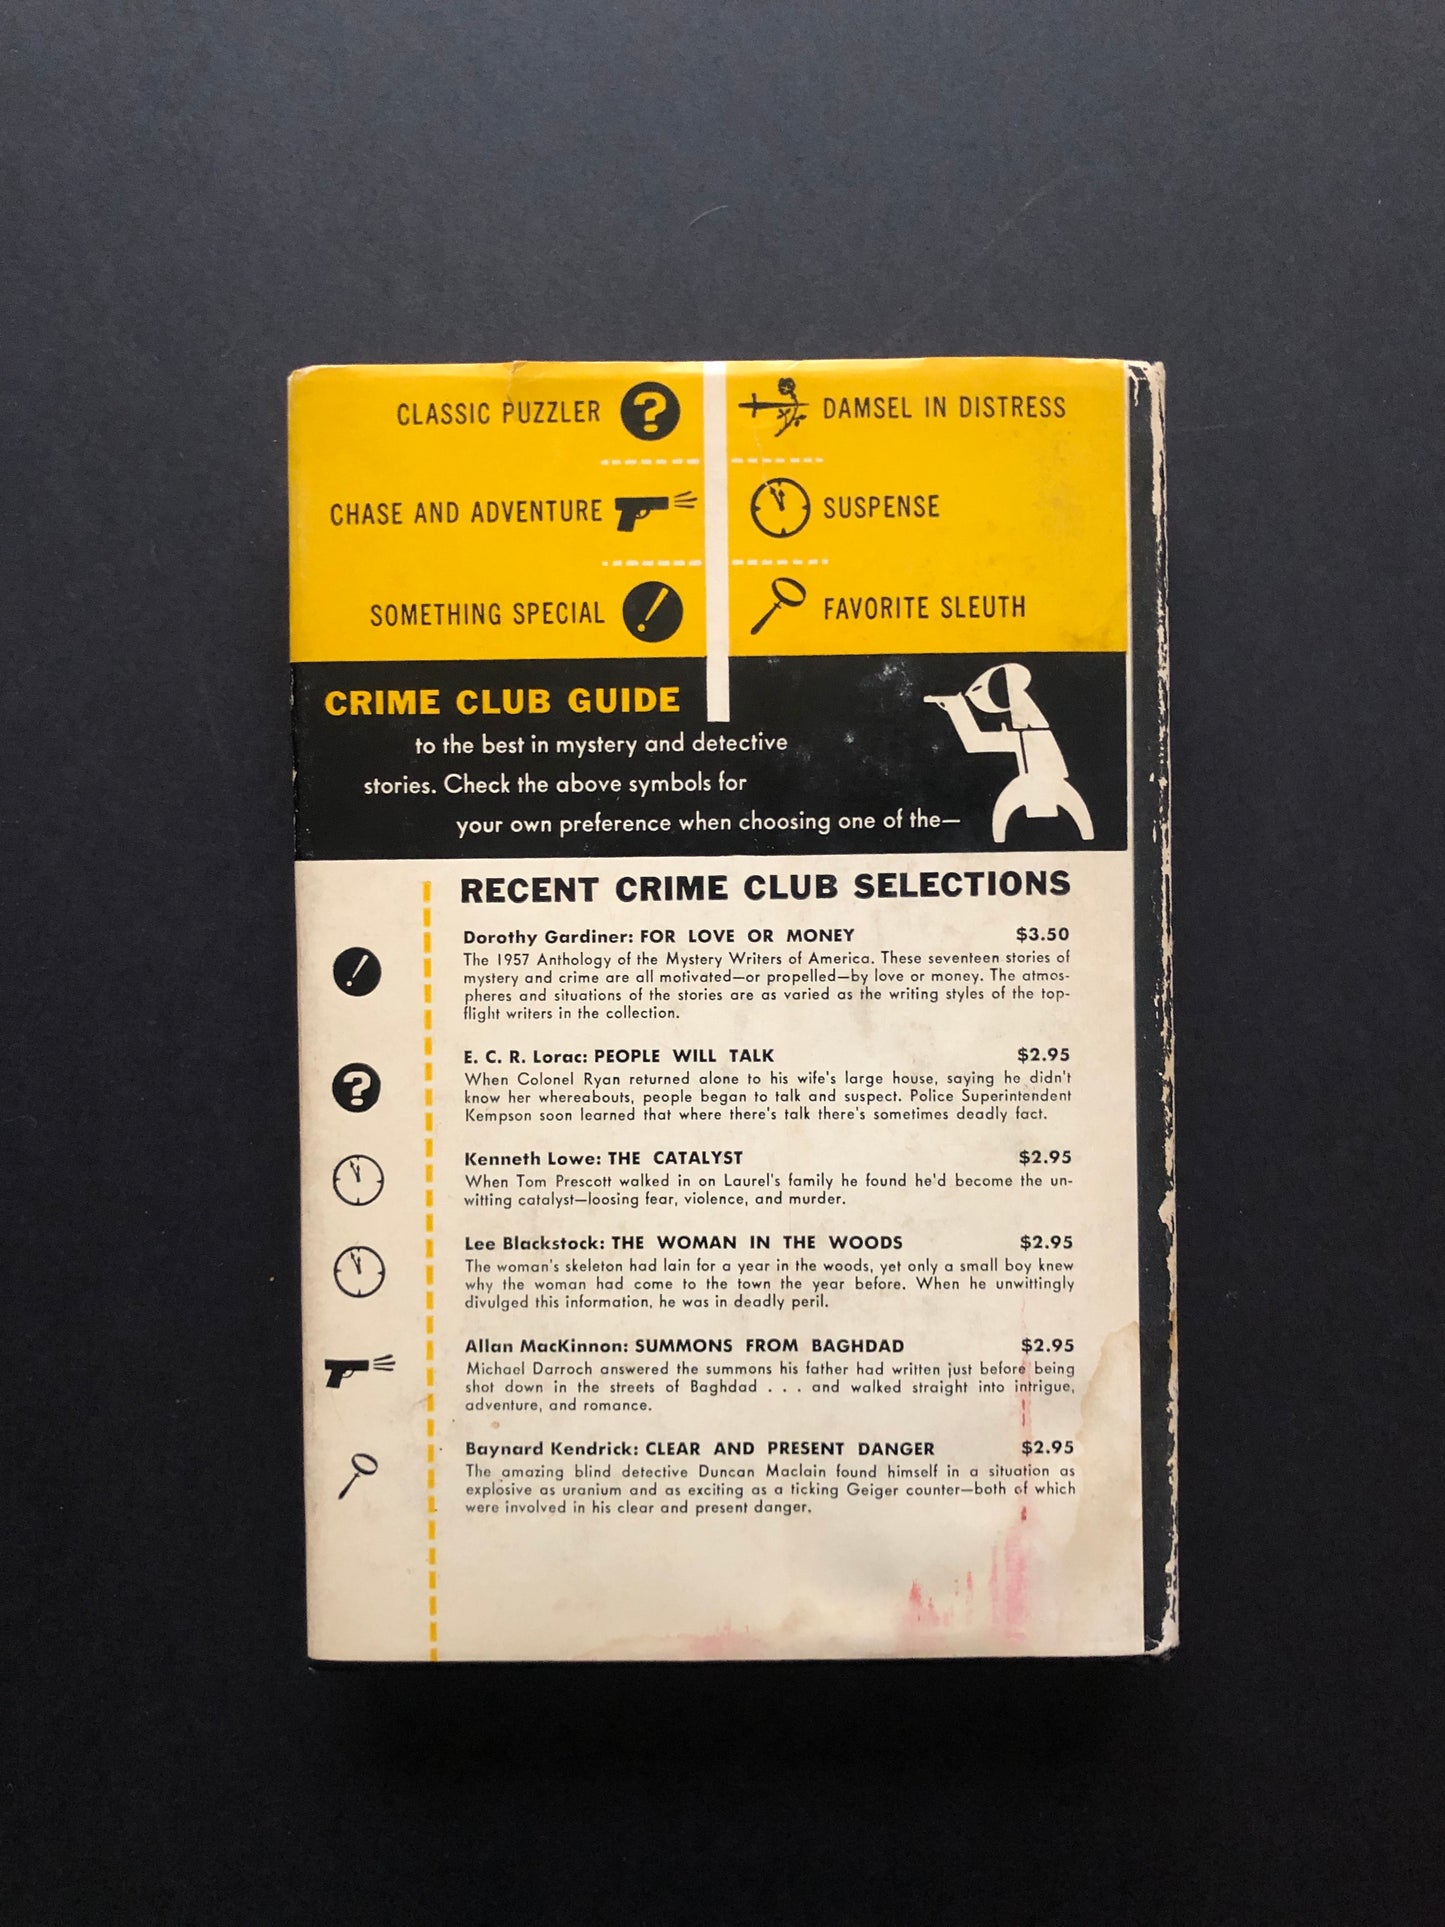 CLASSIC PUZZLER ?
DAMSEL IN DISTRESS
CHASE AND ADVENTURE
SUSPENSE
SOMETHING SPECIAL !
FAVORITE SLEUTH
CRIME CLUB GUIDE
to the best in mystery and detective
stories. Check the above symbols for
your own preference when choosing one of the—
RECENT CRIME CLUB SELECTIONS
Dorothy Gardiner: FOR LOVE OR MONEY $3.50
! The 1957 Anthology of the Mystery Writers of America. These seventeen stories of
mystery and crime are all motivated—or propelled—by love or money. The atmos-
pheres and situations of the stories are as varied as the writing styles of the top-
flight writers in the collection.
E. C. R. Lorac: PEOPLE WILL TALK $2.95
? When Colonel Ryan returned alone to his wife's large house, saying he didn't
know her whereabouts, people began to talk and suspect. Police Superintendent
Kempson soon learned that where there's talk there's sometimes deadly fact.
Kenneth Lowe: THE CATALYST $2.95
When Tom Prescott walked in on Laurel's family he found he'd become the un-
witting catalyst—loosing fear, violence, and murder.
Lee Blackstock: THE WOMAN IN THE WOODS $2.95
The woman's skeleton had lain for a year in the woods, yet only a small boy knew
why the woman had come to the town the year before. When he unwittingly
divulged this information, he was in deadly peril.
Allan MacKinnon: SUMMONS FROM BAGHDAD $2.95
Michael Darroch answered the summons his father had written just before being
shot down in the streets of Baghdad . . . and walked straight into intrigue,
adventure, and romance.
Baynard Kendrick: CLEAR AND PRESENT DANGER $2.95
The amazing blind detective Duncan Maclain found himself in a situation as
explosive as uranium and as exciting as a ticking Geiger counter—both of which
were involved in his clear and present danger.